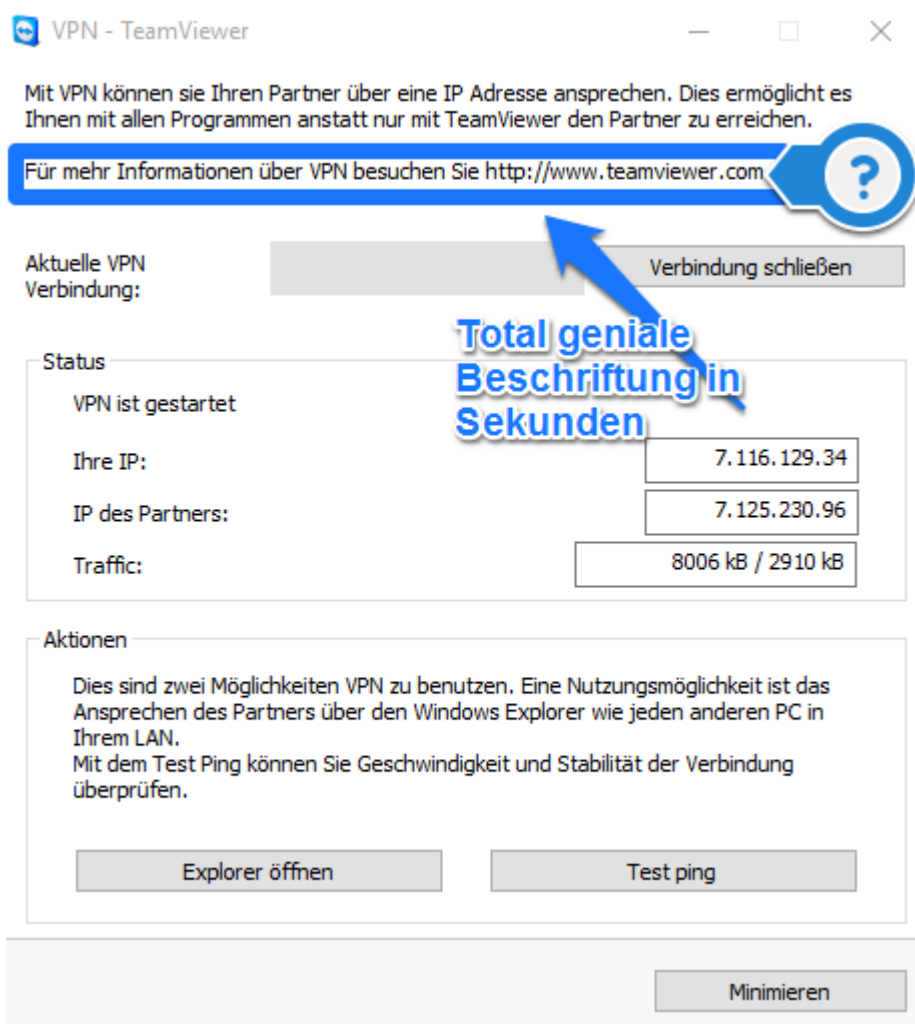 VPN - TeamViewer
Mit VPN können sie Ihren Partner über eine IP Adresse ansprechen. Dies ermöglicht es
Ihnen mit allen Programmen anstatt nur mit TeamViewer den Partner zu erreichen.
Für mehr Informationen über VPN besuchen Sie http://www.teamviewer.com
?
Aktuelle VPN
Verbindung:
Verbindung schließen
Total geniale
Beschriftung in
Sekunden
Status
VPN ist gestartet
Ihre IP:
7.116.129.34
IP des Partners:
7.125.230.96
Traffic:
8006 kB / 2910 kB
Aktionen
Dies sind zwei Möglichkeiten VPN zu benutzen. Eine Nutzungsmöglichkeit ist das
Ansprechen des Partners über den Windows Explorer wie jeden anderen PC in
Ihrem LAN.
Mit dem Test Ping können Sie Geschwindigkeit und Stabilität der Verbindung
überprüfen.
Explorer öffnen
Test ping
Minimieren